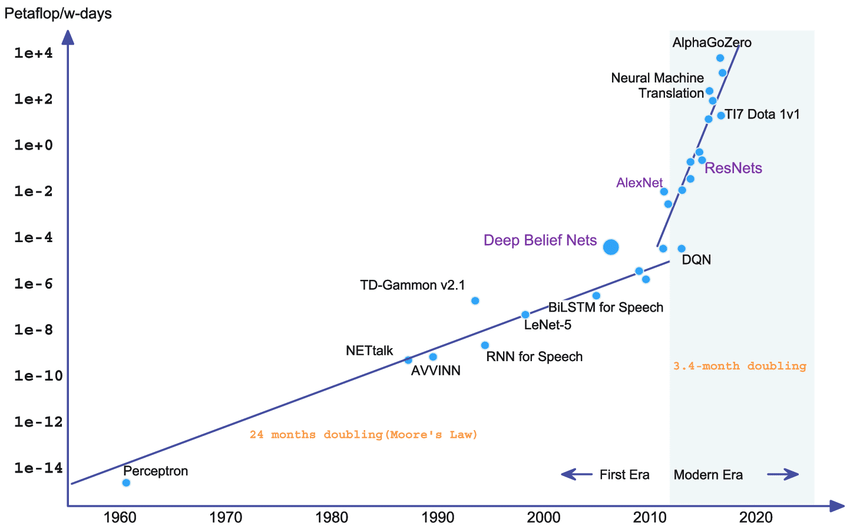 Petaflop/w-days
1e+4
1e+2
1e+0
1e-2
1e-4
1e-6
1e-8
1e-10
1e-12
1e-14
AlphaGoZero
Neural Machine
Translation
TI7 Dota 1v1
ResNets
AlexNet
Deep Belief Nets
DQN
TD-Gammon v2.1
BiLSTM for Speech
LeNet-5
NETtalk
RNN for Speech
AVVINN
3.4-month doubling
24 months doubling(Moore's Law)
Perceptron
First Era
Modern Era
1960
1970
1980
1990
2000
2010
2020